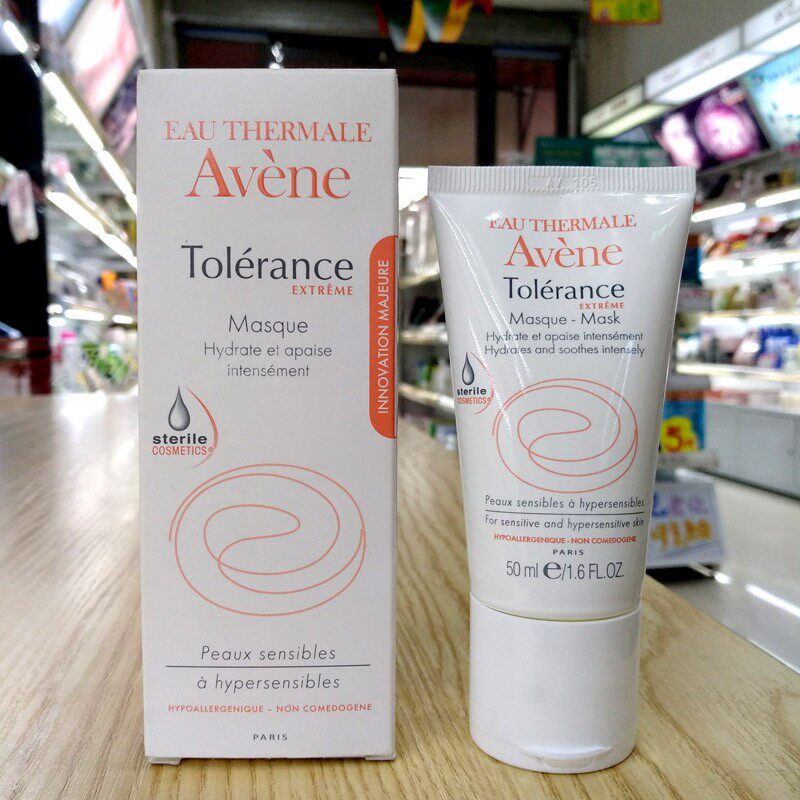 EAU THERMALE
Avène
Tolérance
EXTRÊME
Masque
Hydrate et apaise
intensément
INNOVATION MAJEURE
sterile
COSMETICS®
Peaux sensibles
à hypersensibles
HYPOALLERGENIQUE - NON COMEDOGENE
PARIS
EAU THERMALE
Avène
Tolérance
EXTRÊME
Masque - Mask
Hydrate et apaise intensément
Hydrates and soothes intensely
sterile
COSMETICS®
Peaux sensibles à hypersensibles
For sensitive and hypersensitive skin
HYPOALLERGENIQUE - NON COMEDOGENE
PARIS
50 ml e/1.6 FL.OZ.